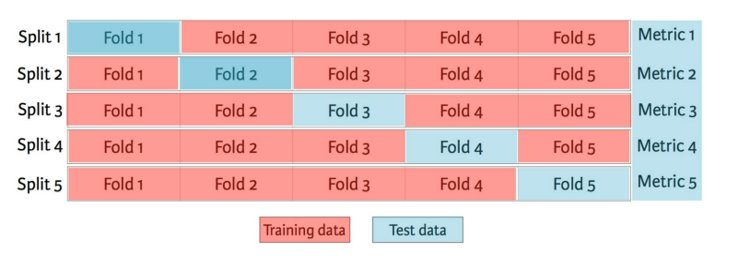 Split 1 Fold 1 Fold 2 Fold 3 Fold 4 Fold 5 Metric 1
Split 2 Fold 1 Fold 2 Fold 3 Fold 4 Fold 5 Metric 2
Split 3 Fold 1 Fold 2 Fold 3 Fold 4 Fold 5 Metric 3
Split 4 Fold 1 Fold 2 Fold 3 Fold 4 Fold 5 Metric 4
Split 5 Fold 1 Fold 2 Fold 3 Fold 4 Fold 5 Metric 5
Training data Test data